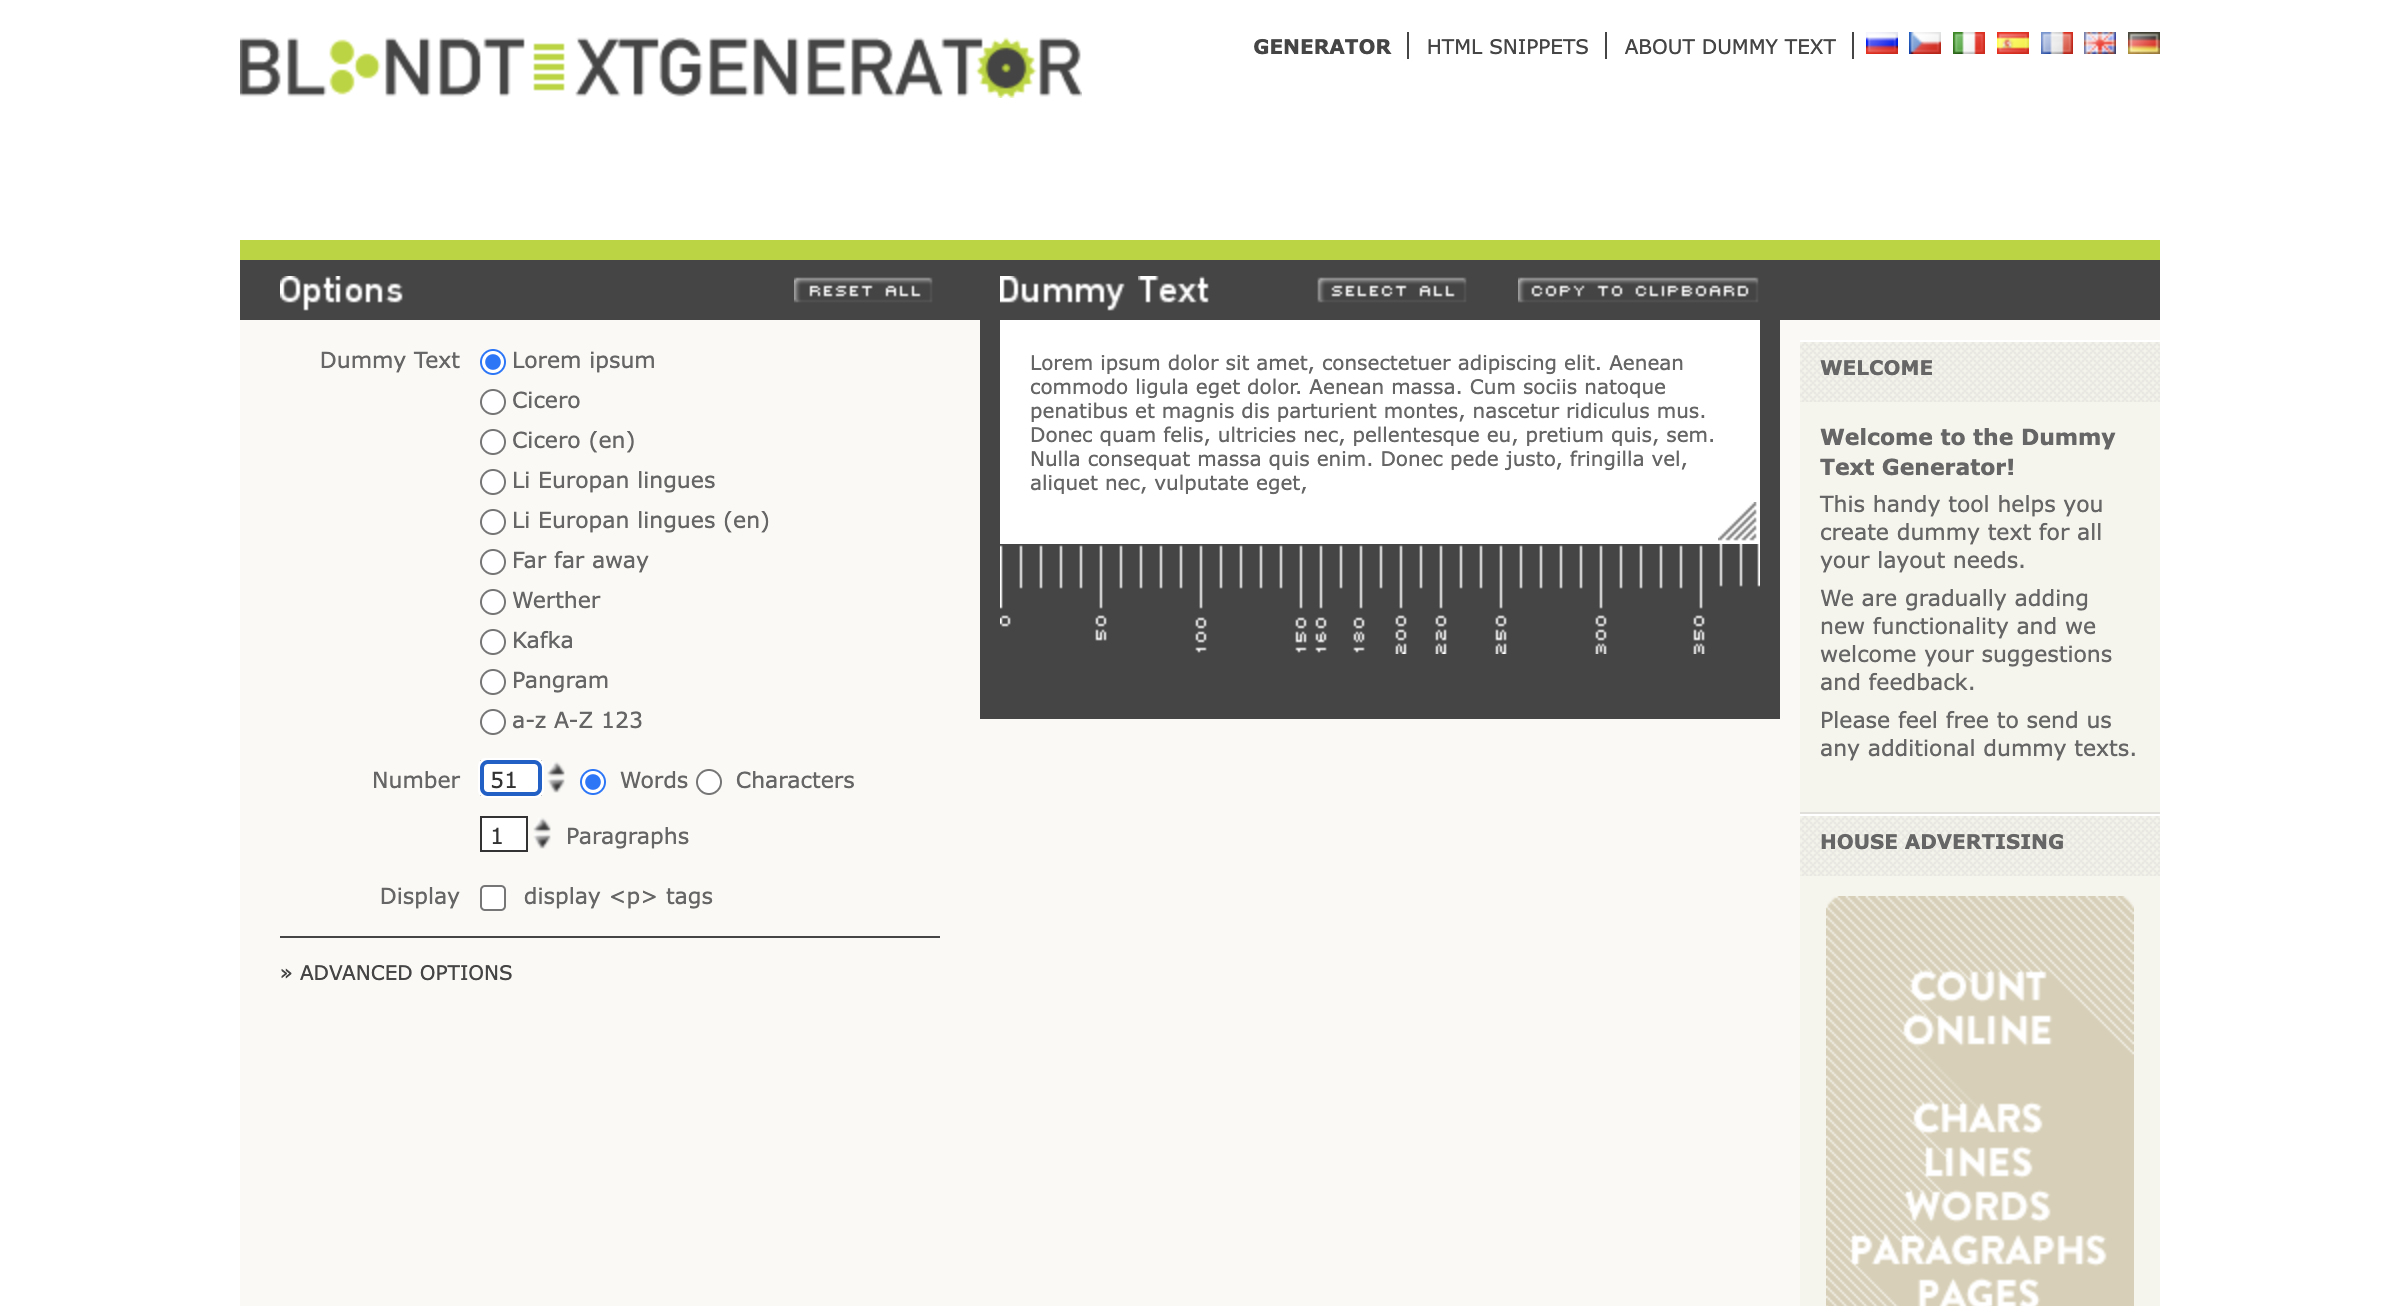 BLINDTEXTGENERATOR
GENERATOR | HTML SNIPPETS | ABOUT DUMMY TEXT |
Options
RESET ALL
Dummy Text Lorem ipsum
Cicero
Cicero (en)
Li Europan lingues
Li Europan lingues (en)
Far far away
Werther
Kafka
Pangram
a-z A-Z 123
Number 51 Words Characters
1 Paragraphs
Display display <p> tags
» ADVANCED OPTIONS
Dummy Text
SELECT ALL
COPY TO CLIPBOARD
Lorem ipsum dolor sit amet, consectetuer adipiscing elit. Aenean
commodo ligula eget dolor. Aenean massa. Cum sociis natoque
penatibus et magnis dis parturient montes, nascetur ridiculus mus.
Donec quam felis, ultricies nec, pellentesque eu, pretium quis, sem.
Nulla consequat massa quis enim. Donec pede justo, fringilla vel,
aliquet nec, vulputate eget,
0 50 100 150 160 180 200 220 250 300 350
WELCOME
Welcome to the Dummy
Text Generator!
This handy tool helps you
create dummy text for all
your layout needs.
We are gradually adding
new functionality and we
welcome your suggestions
and feedback.
Please feel free to send us
any additional dummy texts.
HOUSE ADVERTISING
COUNT
ONLINE
CHARS
LINES
WORDS
PARAGRAPHS
PAGES